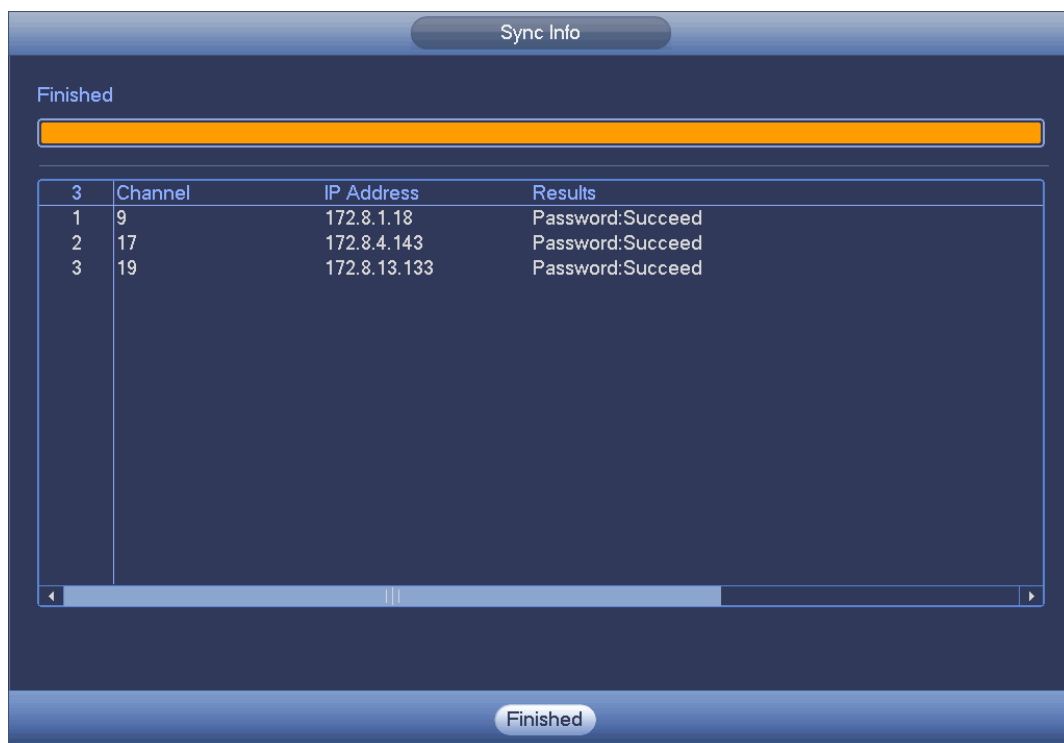 Sync Info
Finished
3 Channel IP Address Results
1 9 172.8.1.18 Password:Succeed
2 17 172.8.4.143 Password:Succeed
3 19 172.8.13.133 Password:Succeed
Finished